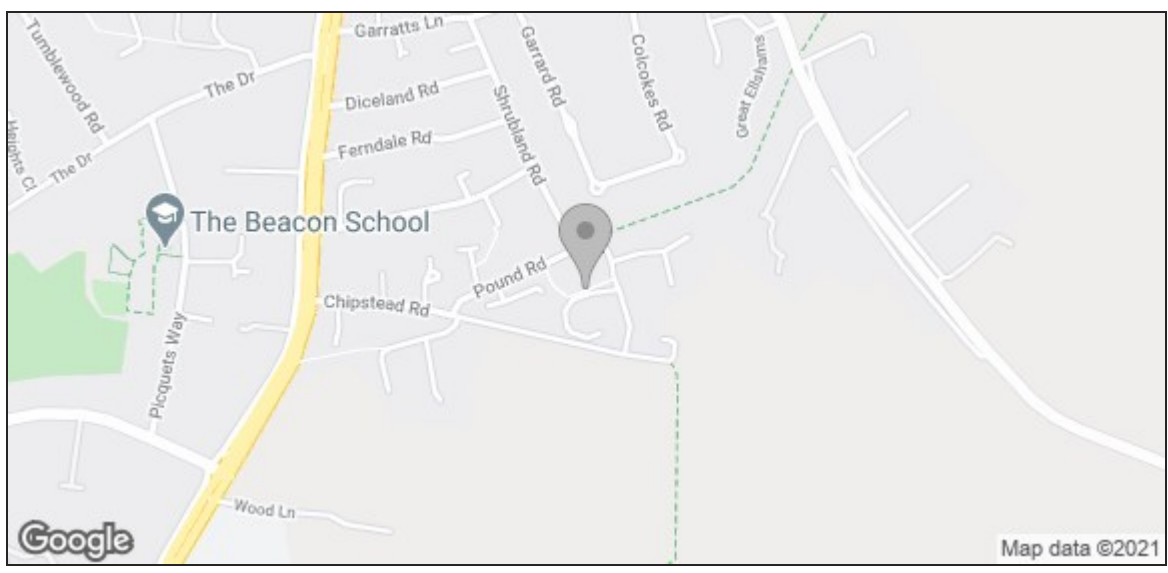 Tumblewood Rd
Garratts Ln
Garrard Rd
Colcokes Rd
Great Ellshams
The Dr
Diceland Rd
Shrubland Rd
Heights Cl
Ferndale Rd
The Dr
The Beacon School
Pound Rd
Chipstead Rd
Picquets Way
Wood Ln
Google
Map data ©2021